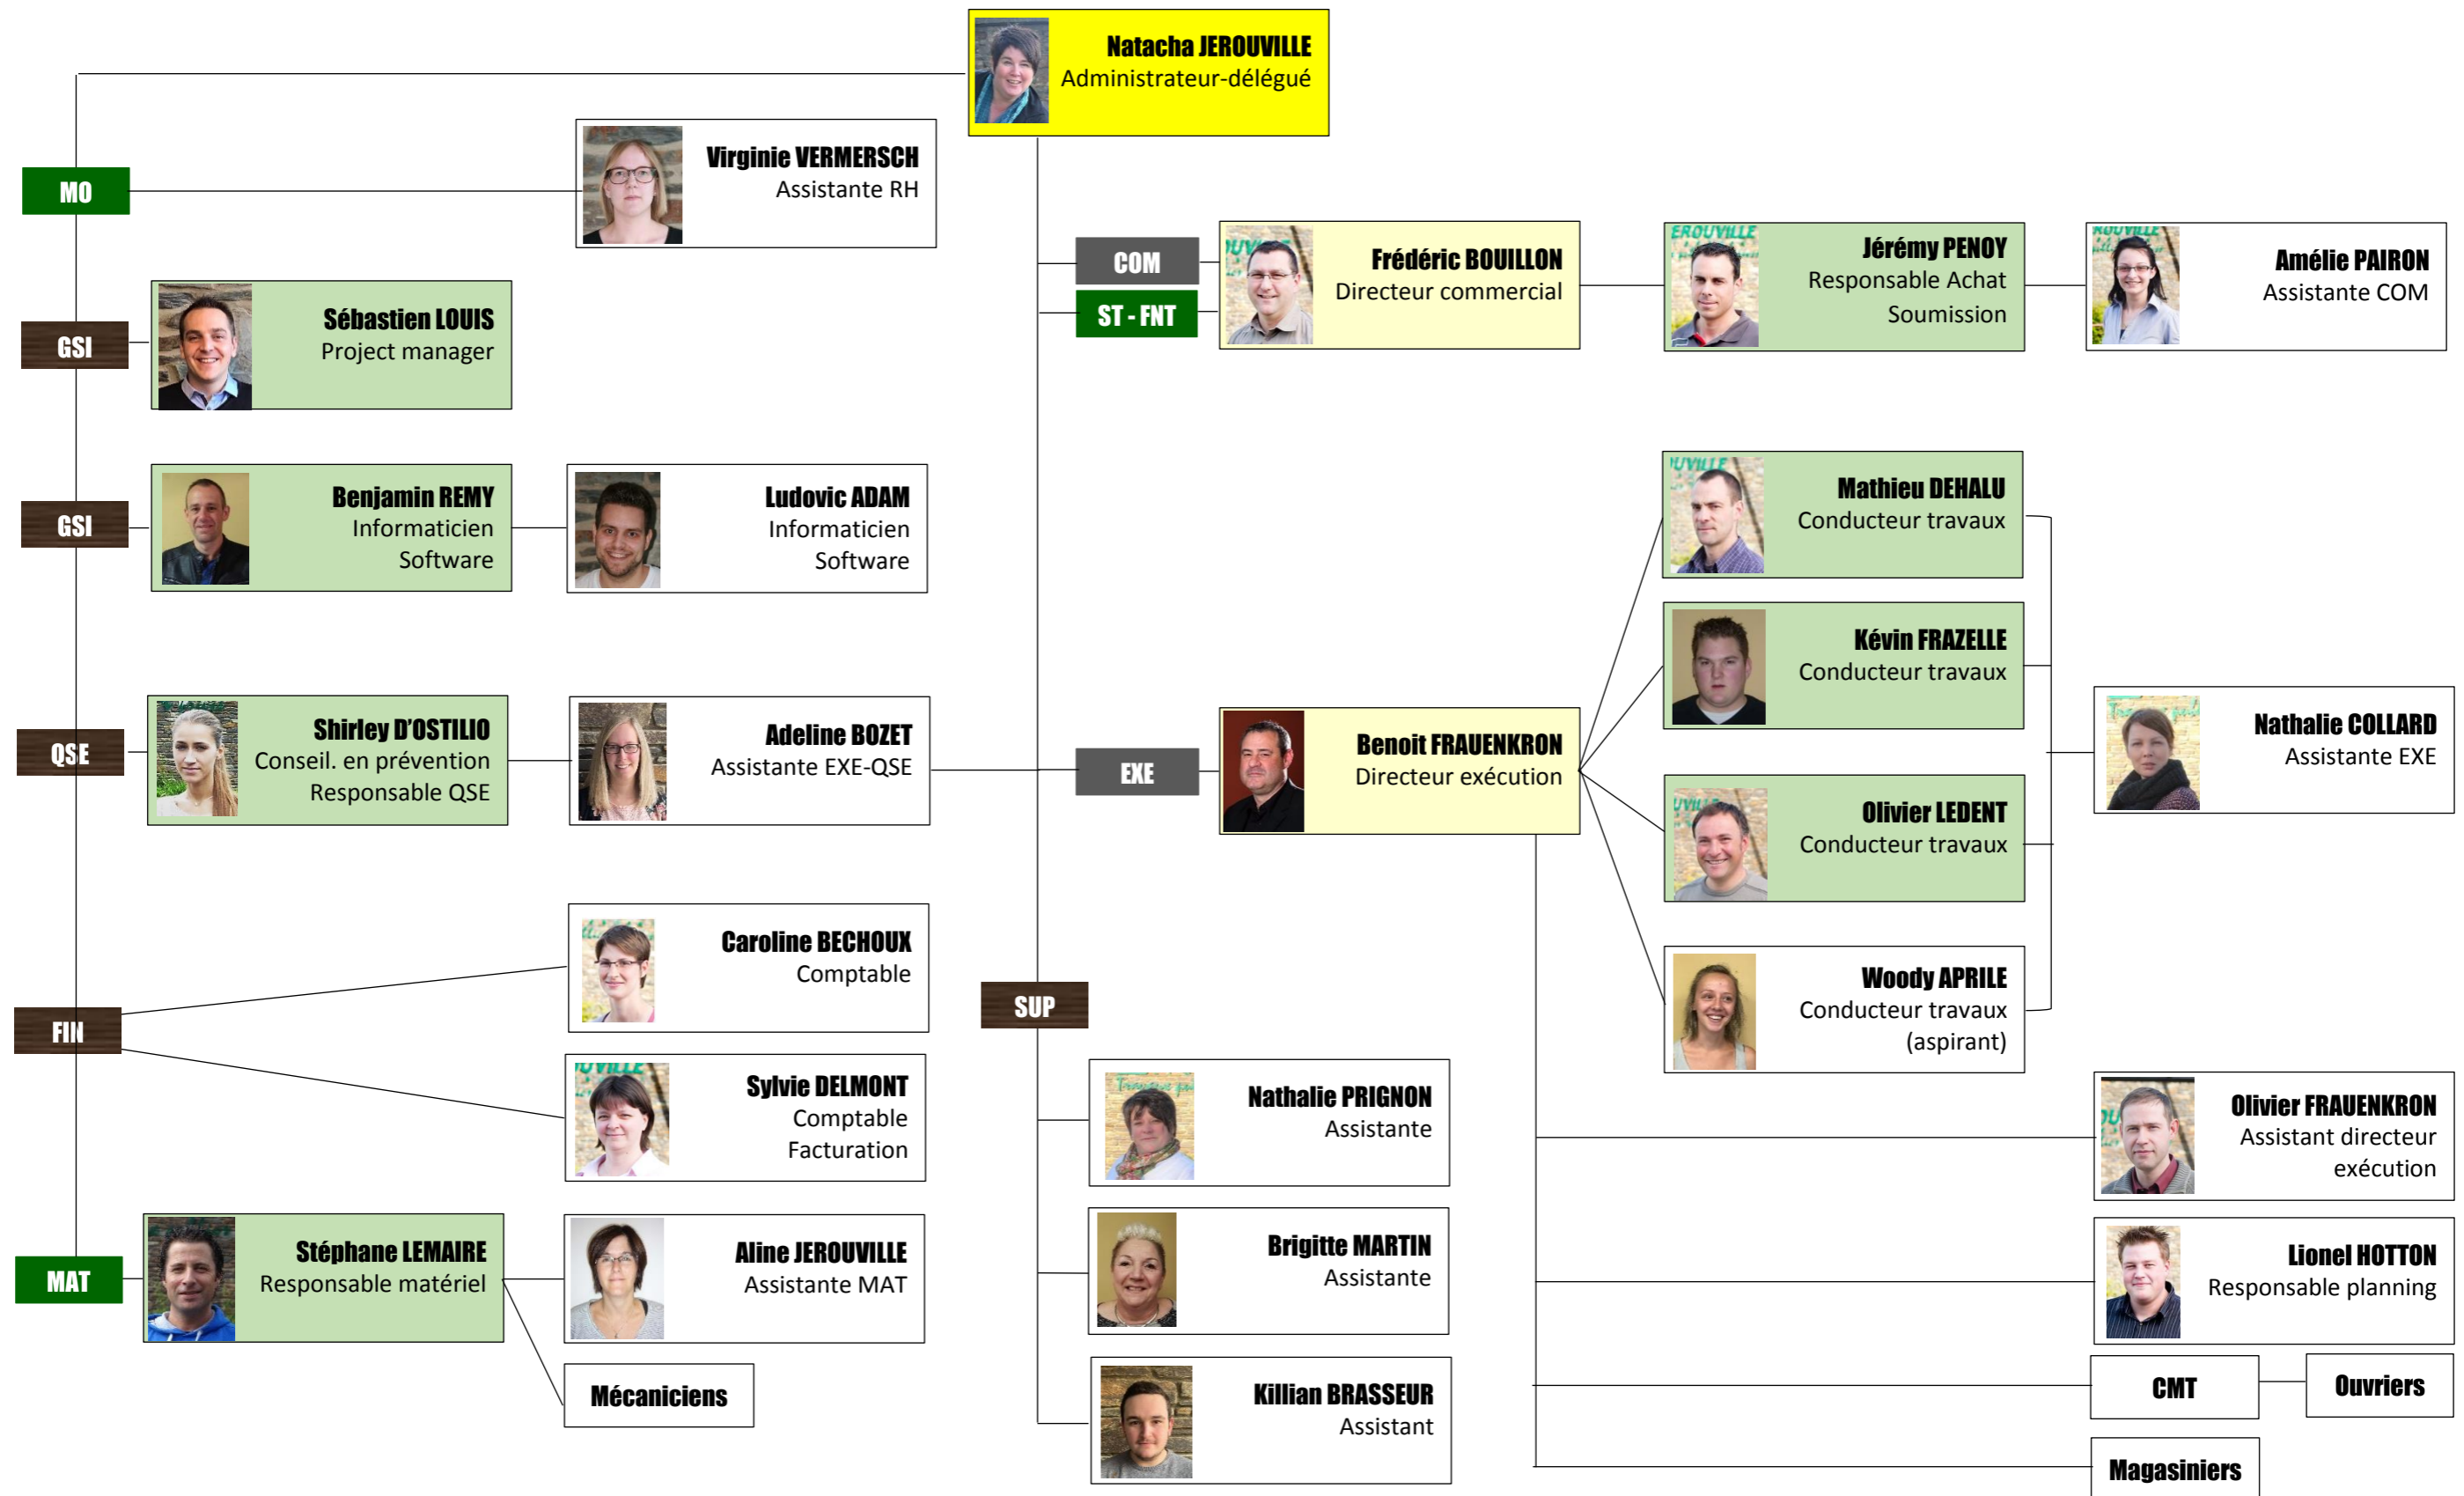 Natacha JEROUVILLE
Administrateur-délégué
MO
Virginie VERMERSCH
Assistante RH
COM
ST - FNT
Frédéric BOUILLON
Directeur commercial
Jérémy PENOY
Responsable Achat
Soumission
Amélie PAIRON
Assistante COM
GSI
Sébastien LOUIS
Project manager
GSI
Benjamin REMY
Informaticien
Software
Ludovic ADAM
Informaticien
Software
Mathieu DEHALU
Conducteur travaux
Kévin FRAZELLE
Conducteur travaux
QSE
Shirley D'OSTILIO
Conseil. en prévention
Responsable QSE
Adeline BOZET
Assistante EXE-QSE
EXE
Benoit FRAUENKRON
Directeur exécution
Nathalie COLLARD
Assistante EXE
Olivier LEDENT
Conducteur travaux
Woody APRILE
Conducteur travaux
(aspirant)
FIN
Caroline BECHOUX
Comptable
Sylvie DELMONT
Comptable
Facturation
SUP
Nathalie PRIGNON
Assistante
Olivier FRAUENKRON
Assistant directeur
exécution
MAT
Stéphane LEMAIRE
Responsable matériel
Aline JEROUVILLE
Assistante MAT
Mécaniciens
Brigitte MARTIN
Assistante
Lionel HOTTON
Responsable planning
Killian BRASSEUR
Assistant
CMT
Ouvriers
Magasiniers